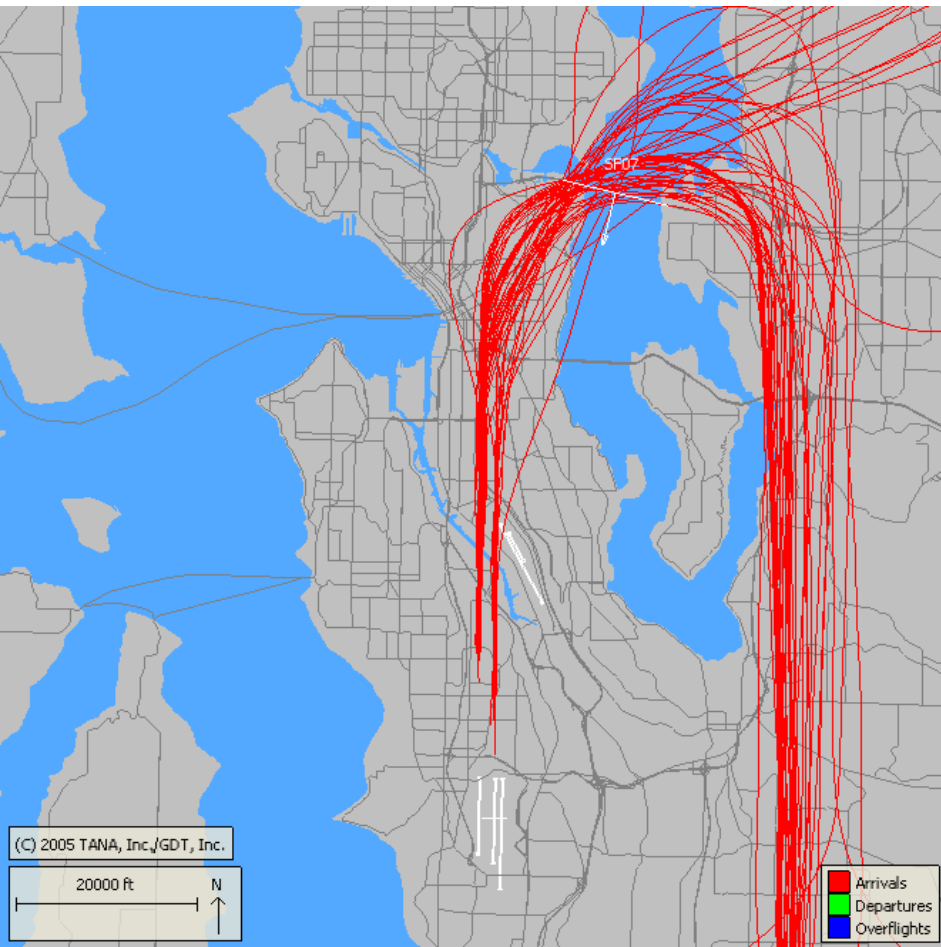 SP07
(C) 2005 TANA, Inc./GDT, Inc.
20000 ft
N
Arrivals
Departures
Overflights